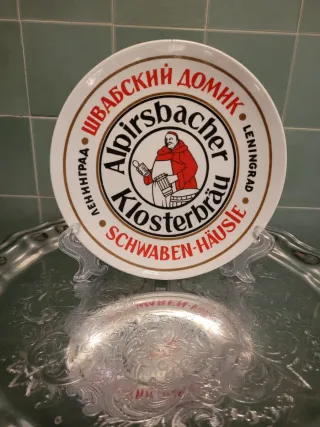 ШВАБСКИЙ ДОМИК
ЛЕНИНГРАД
Alpirsbacher
Klosterbräu
LENINGRAD
SCHWABEN-HÄUSLE